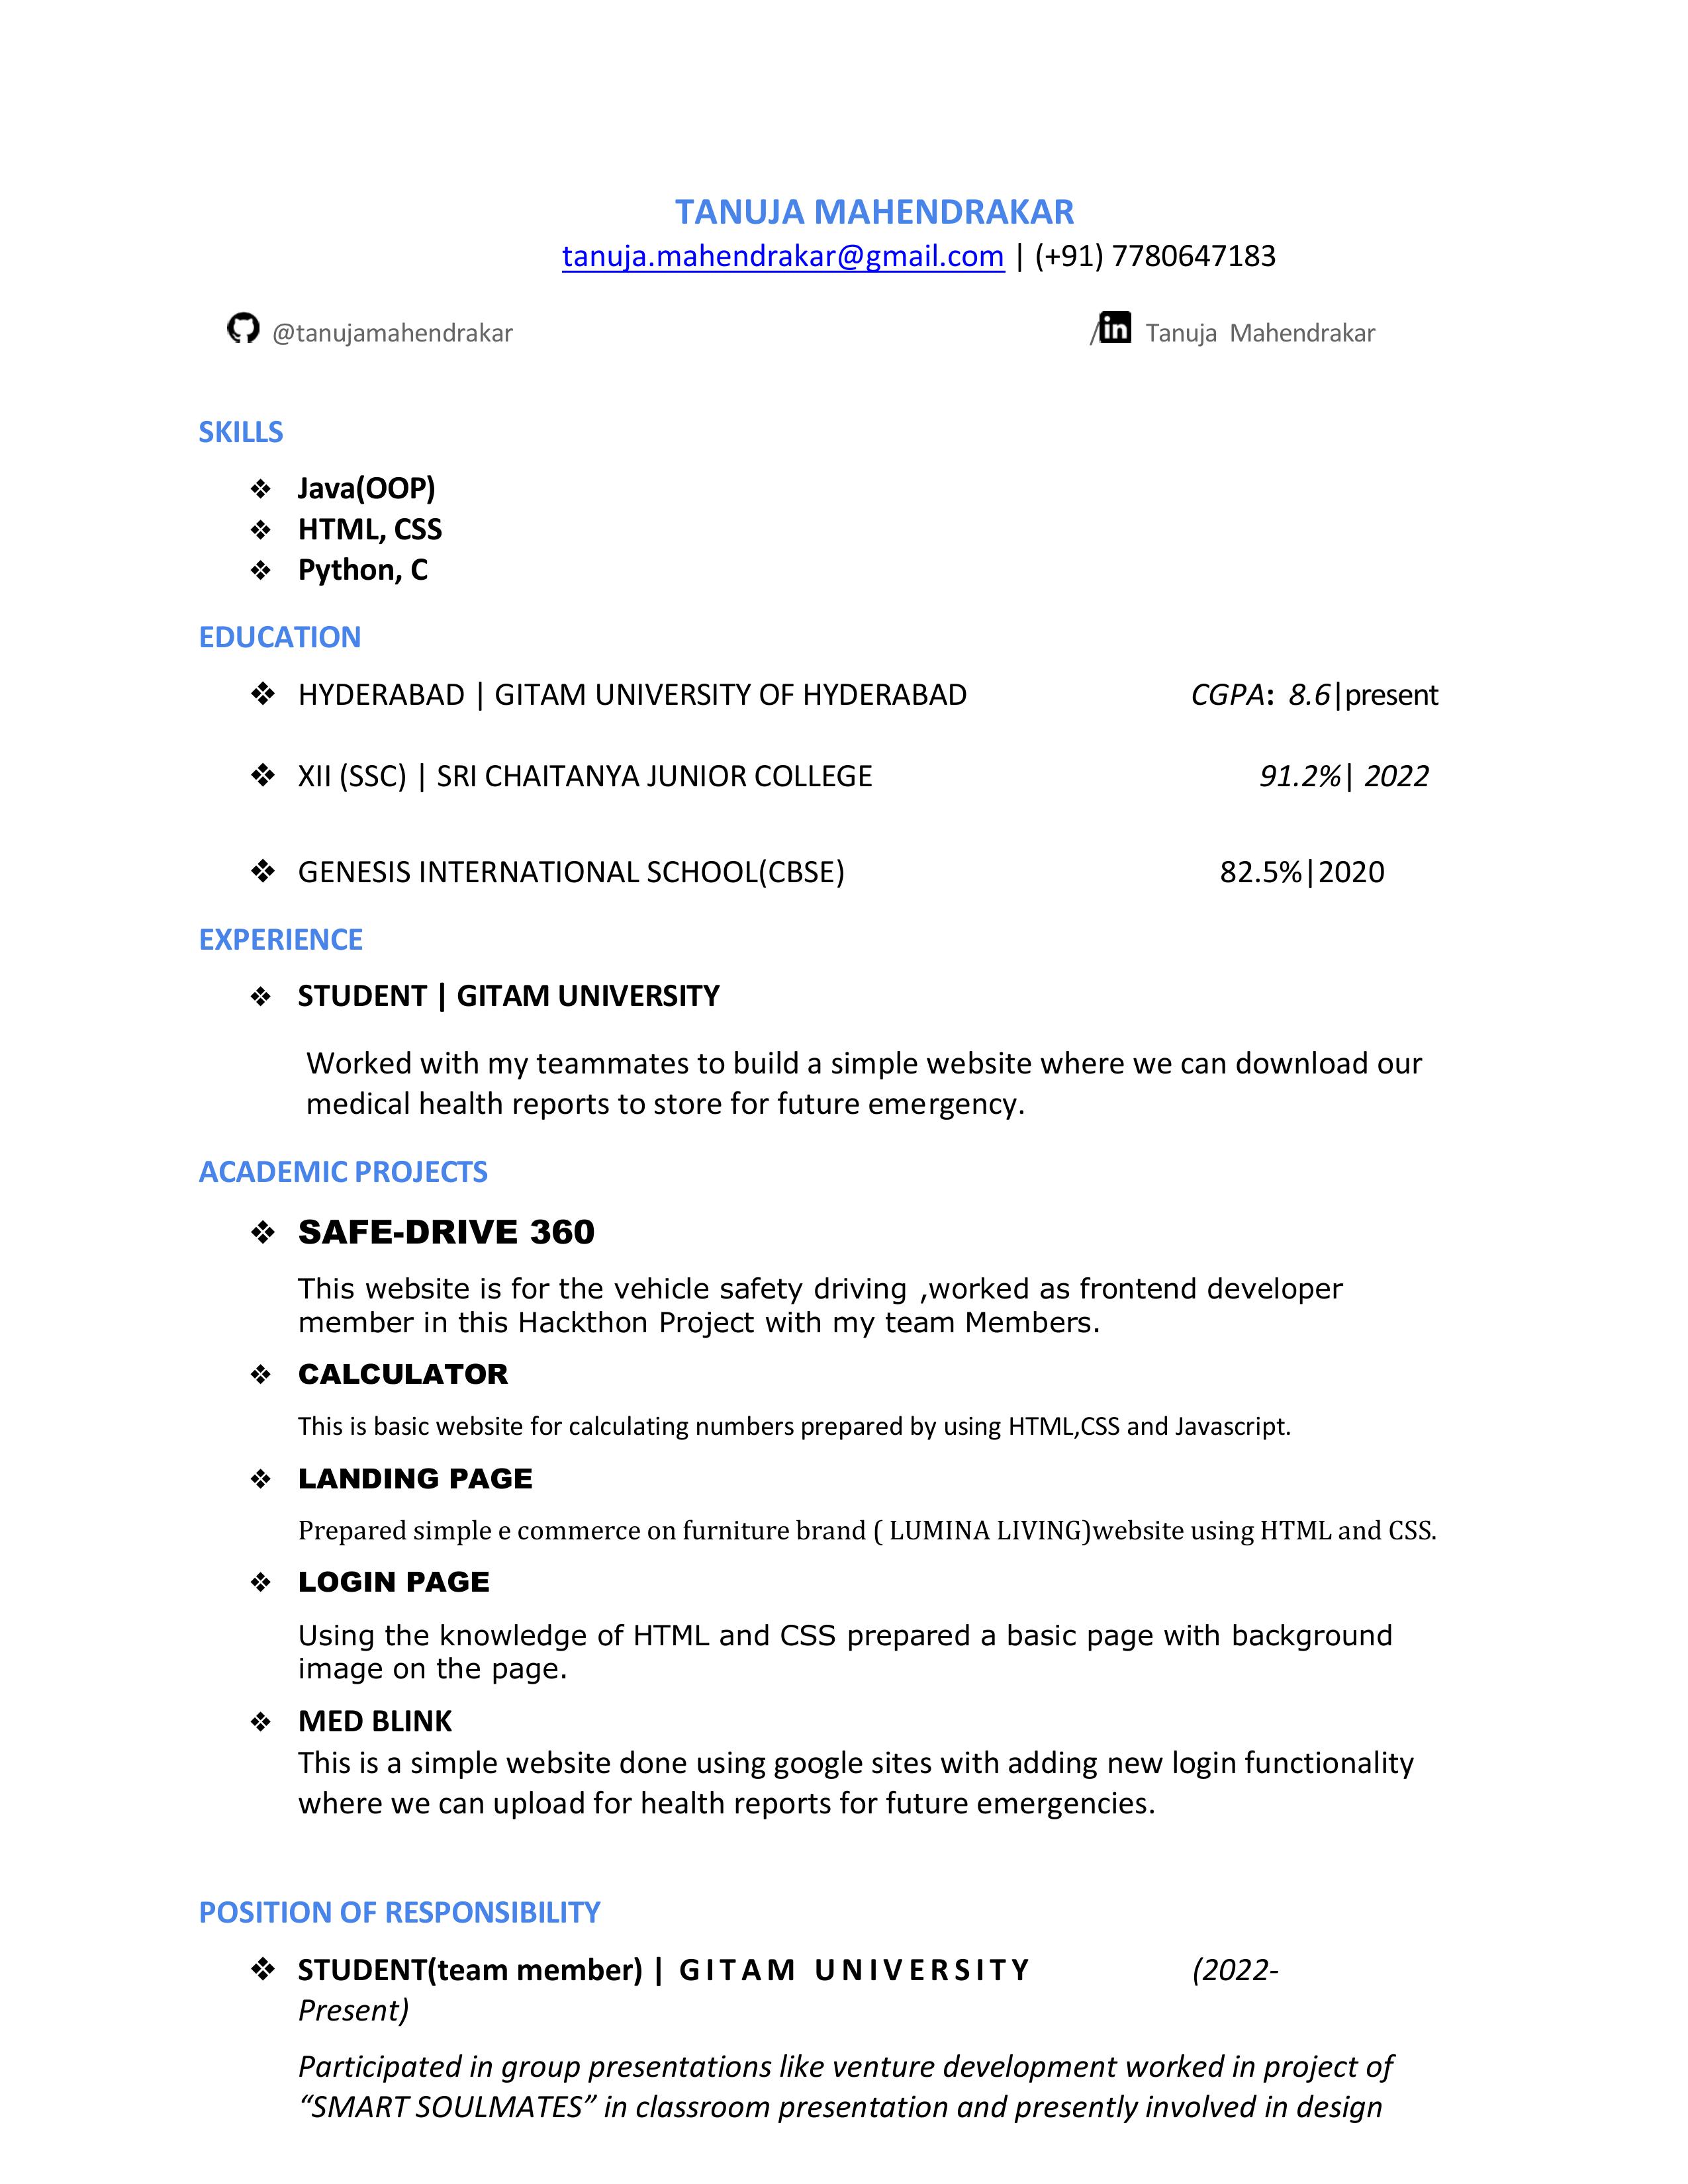 TANUJA MAHENDRAKAR
tanuja.mahendrakar@gmail.com | (+91) 7780647183
@tanujamahendrakar / in Tanuja Mahendrakar
SKILLS
❖ Java(OOP)
❖ HTML, CSS
❖ Python, C
EDUCATION
❖ HYDERABAD | GITAM UNIVERSITY OF HYDERABAD CGPA: 8.6|present
❖ XII (SSC) | SRI CHAITANYA JUNIOR COLLEGE 91.2%| 2022
❖ GENESIS INTERNATIONAL SCHOOL(CBSE) 82.5%|2020
EXPERIENCE
❖ STUDENT | GITAM UNIVERSITY
Worked with my teammates to build a simple website where we can download our
medical health reports to store for future emergency.
ACADEMIC PROJECTS
❖ SAFE-DRIVE 360
This website is for the vehicle safety driving ,worked as frontend developer
member in this Hackthon Project with my team Members.
❖ CALCULATOR
This is basic website for calculating numbers prepared by using HTML,CSS and Javascript.
❖ LANDING PAGE
Prepared simple e commerce on furniture brand ( LUMINA LIVING)website using HTML and CSS.
❖ LOGIN PAGE
Using the knowledge of HTML and CSS prepared a basic page with background
image on the page.
❖ MED BLINK
This is a simple website done using google sites with adding new login functionality
where we can upload for health reports for future emergencies.
POSITION OF RESPONSIBILITY
❖ STUDENT(team member) | GITAM UNIVERSITY (2022-
Present)
Participated in group presentations like venture development worked in project of
“SMART SOULMATES” in classroom presentation and presently involved in design